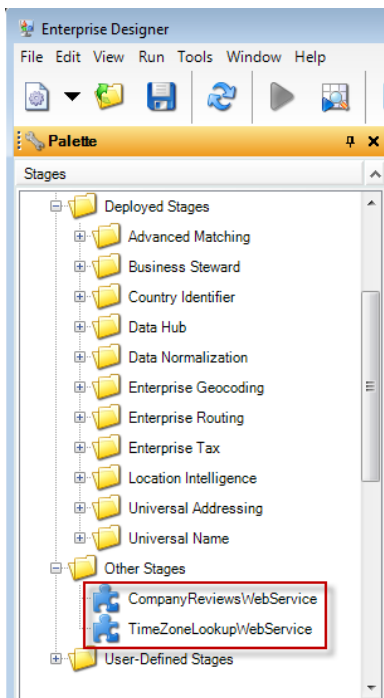 Enterprise Designer
File Edit View Run Tools Window Help
Palette
Stages
Deployed Stages
Advanced Matching
Business Steward
Country Identifier
Data Hub
Data Normalization
Enterprise Geocoding
Enterprise Routing
Enterprise Tax
Location Intelligence
Universal Addressing
Universal Name
Other Stages
CompanyReviewsWebService
TimeZoneLookupWebService
User-Defined Stages